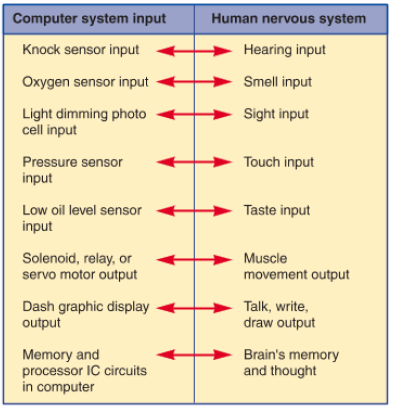 Computer system input Human nervous system
Knock sensor input Hearing input
Oxygen sensor input Smell input
Light dimming photo Sight input
cell input
Pressure sensor Touch input
input
Low oil level sensor Taste input
input
Solenoid, relay, or Muscle
servo motor output movement output
Dash graphic display Talk, write,
output draw output
Memory and Brain's memory
processor IC circuits and thought
in computer